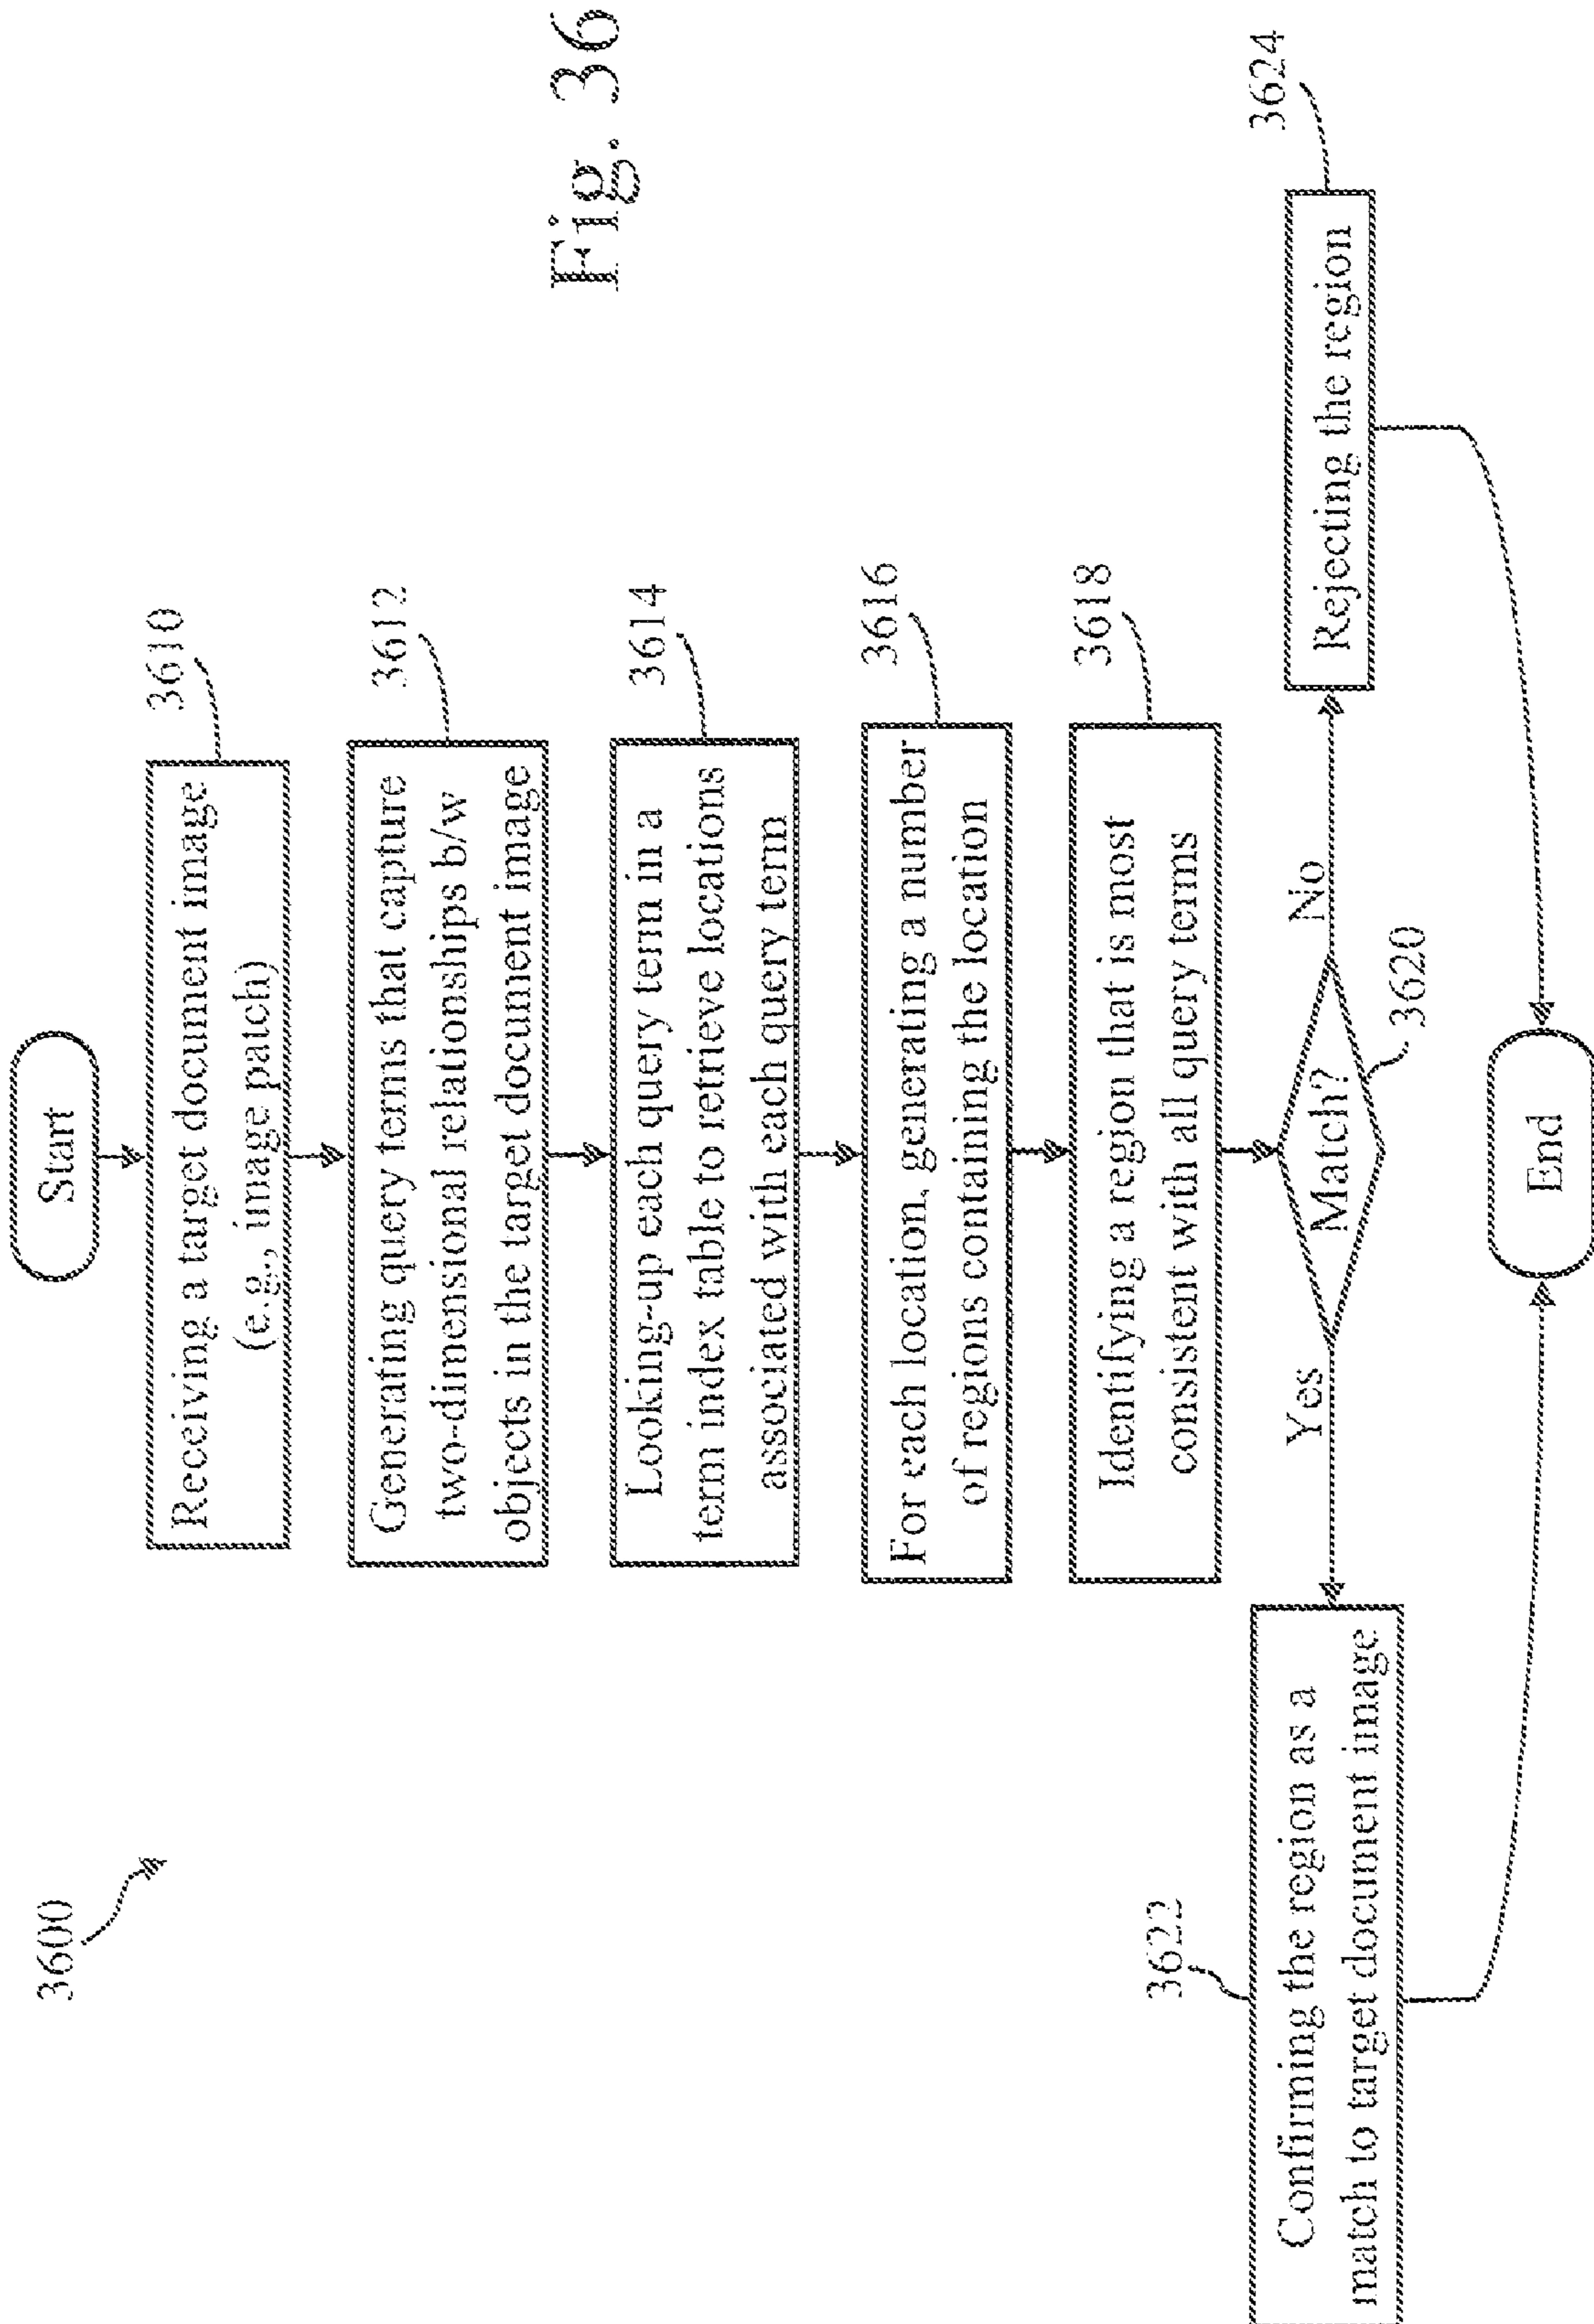 3600
Start
3610
Receiving a target document image
(e.g., image patch)
3612
Generating query terms that capture
two-dimensional relationships b/w
objects in the target document image
3614
Looking-up each query term in a
term index table to retrieve locations
associated with each query term
3616
For each location, generating a number
of regions containing the location
3618
Identifying a region that is most
consistent with all query terms
Match?
3620
Yes
No
3622
Confirming the region as a
match to target document image
3624
Rejecting the region
End
Fig. 36